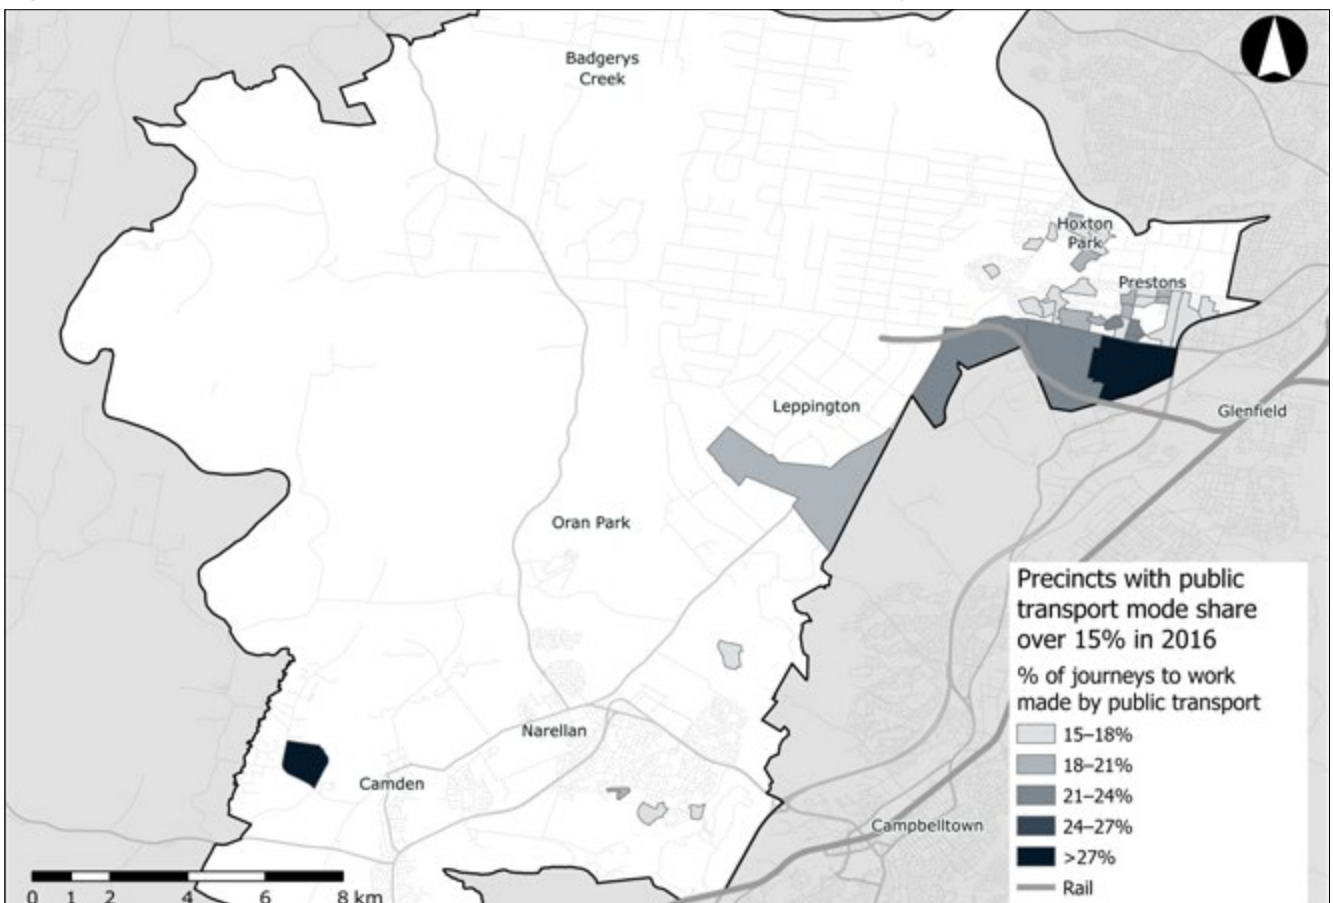 Badgerys
Creek
Hoxton
Park
Prestons
Leppington
Glenfield
Oran Park
Narellan
Camden
Campbelltown
Precincts with public
transport mode share
over 15% in 2016
% of journeys to work
made by public transport
15–18%
18–21%
21–24%
24–27%
>27%
Rail
0 1 2 4 6 8 km